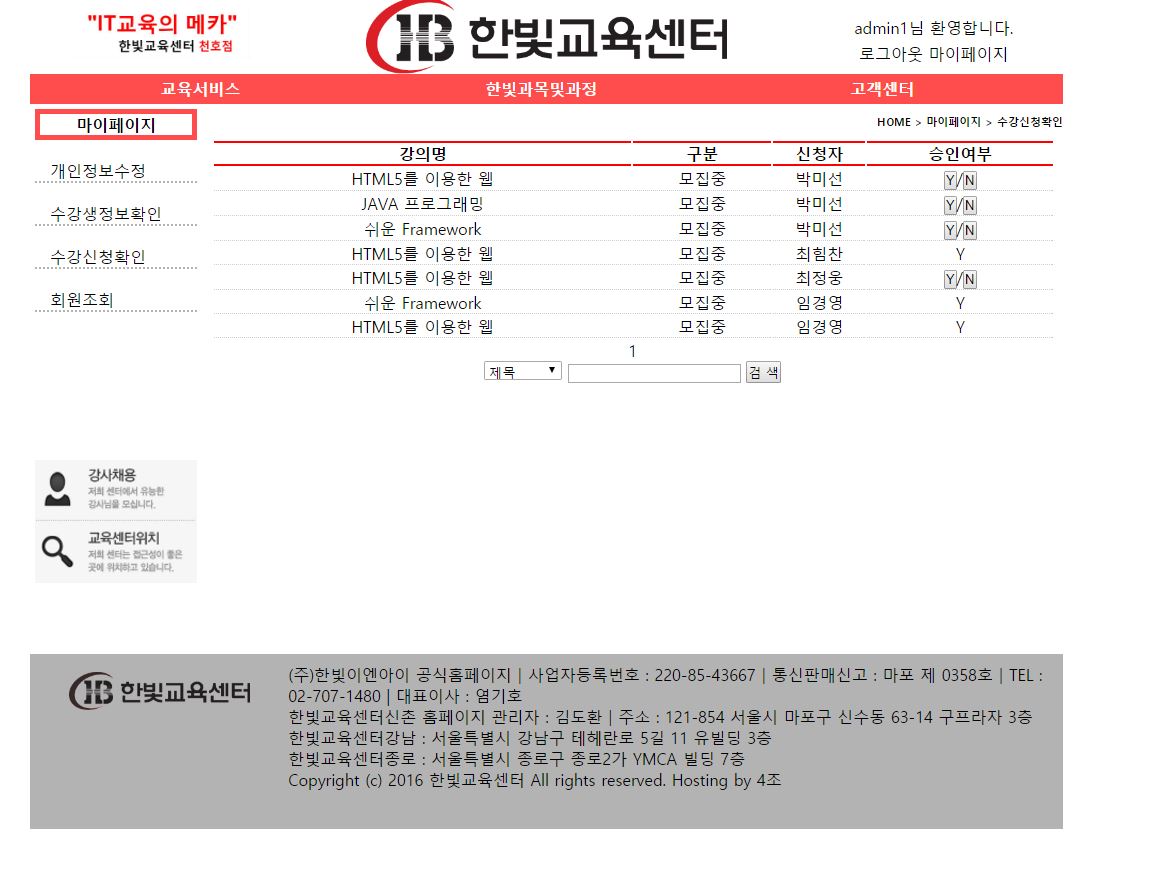 "IT교육의 메카"
한빛교육센터 천호점
HB 한빛교육센터
admin1님 환영합니다.
로그아웃 마이페이지
교육서비스 한빛과목및과정 고객센터
마이페이지
HOME > 마이페이지 > 수강신청확인
개인정보수정
수강생정보확인
수강신청확인
회원조회
강의명 구분 신청자 승인여부
HTML5를 이용한 웹 모집중 박미선 Y/N
JAVA 프로그래밍 모집중 박미선 Y/N
쉬운 Framework 모집중 박미선 Y/N
HTML5를 이용한 웹 모집중 최힘찬 Y
HTML5를 이용한 웹 모집중 최정웅 Y/N
쉬운 Framework 모집중 임경영 Y
HTML5를 이용한 웹 모집중 임경영 Y
1
제목 검 색
강사채용
저희 센터에서 유능한
강사님을 모십니다.
교육센터위치
저희 센터는 접근성이 좋은
곳에 위치하고 있습니다.
HB 한빛교육센터
(주)한빛이엔아이 공식홈페이지 | 사업자등록번호 : 220-85-43667 | 통신판매신고 : 마포 제 0358호 | TEL :
02-707-1480 | 대표이사 : 염기호
한빛교육센터신촌 홈페이지 관리자 : 김도환 | 주소 : 121-854 서울시 마포구 신수동 63-14 구프라자 3층
한빛교육센터강남 : 서울특별시 강남구 테헤란로 5길 11 유빌딩 3층
한빛교육센터종로 : 서울특별시 종로구 종로2가 YMCA 빌딩 7층
Copyright (c) 2016 한빛교육센터 All rights reserved. Hosting by 4조